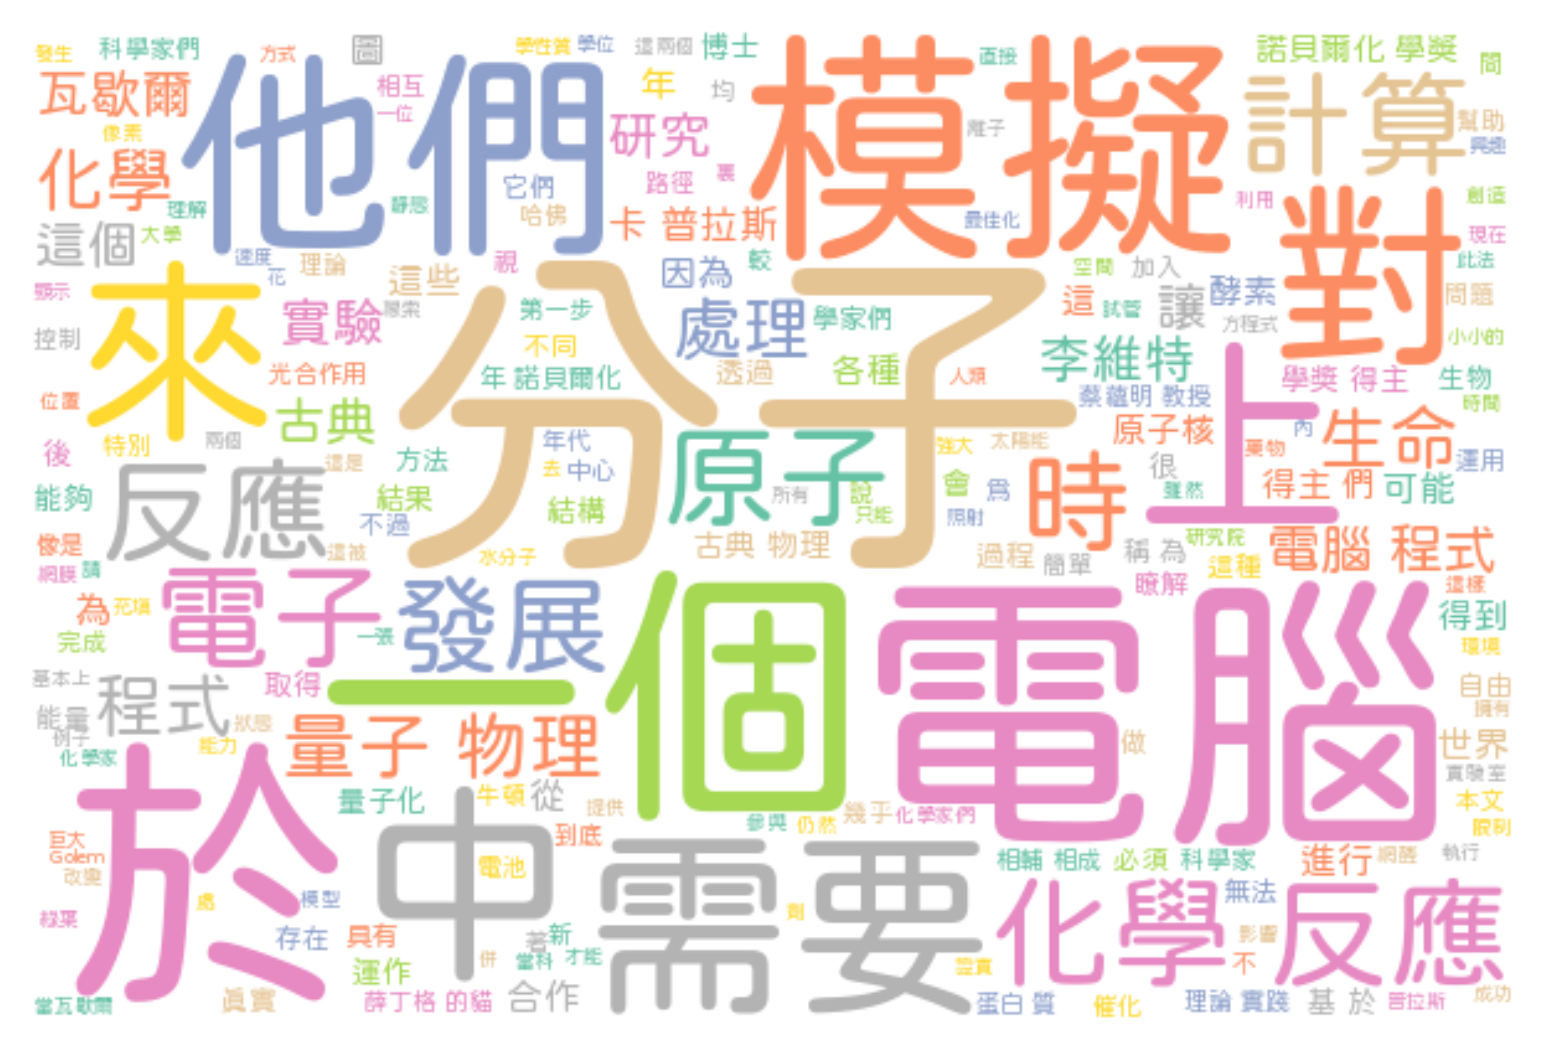 發生
科學家們
方式
圖
學性質
學位
這兩個
博士
直接
諾貝爾化 學獎
間
瓦歇爾
他們
相互
一位
年
均
模擬
計算
幫助
興趣
像素
研究
離子
化學
理解
靜態
它們
哈佛
路徑
裏
卡 普拉斯
最佳化
利用
對
創造
這個
大學
速度
花
理論
這些
視
因為
較
空間
加入
現在
此法
顯示
來
實驗
第一步
分子
處理
學家們
這
試管
讓
酵素
方程式
問題
控制
不同
小小的
光合作用
年 諾貝爾化
透過
各種
人類
李維特
上
學獎 得主
生物
位置
古典
蔡蘊明 教授
時間
後
特別
兩個
這是
方法
年代
去
中心
原子
強大
太陽能
原子核
很
內
藥物
生命
運用
能夠
反應
結果
不過
結構
所有
說
只能
會
為
照射
時
雖然
得主 們
可能
像是
這被
水分子
古典 物理
過程
簡單
稱 為
研究院
這種
電腦 程式
網膜
請
為
充填
電子
發展
一張
一個
電腦
瞭解
這樣
得到
完成
環境
基本上
能量
例子
程式
取得
狀態
能力
自由
擁有
化學家
量子 物理
做
世界
實驗室
於
量子化
中
牛頓
從
提供
參與
仍然
幾乎
化學家們
本文
限制
巨大
Golem
改變
電池
到底
需要
相輔 相成
必須
科學家
進行
執行
綠葉
處
模型
劑
化學 反應
無法
存在
具有
著
新
才能
影響
運作
併
當科
證實
不
當瓦歇爾
真實
薛丁格 的貓
合作
蛋白 質
催化
理論 實踐
基 於
普拉斯
成功